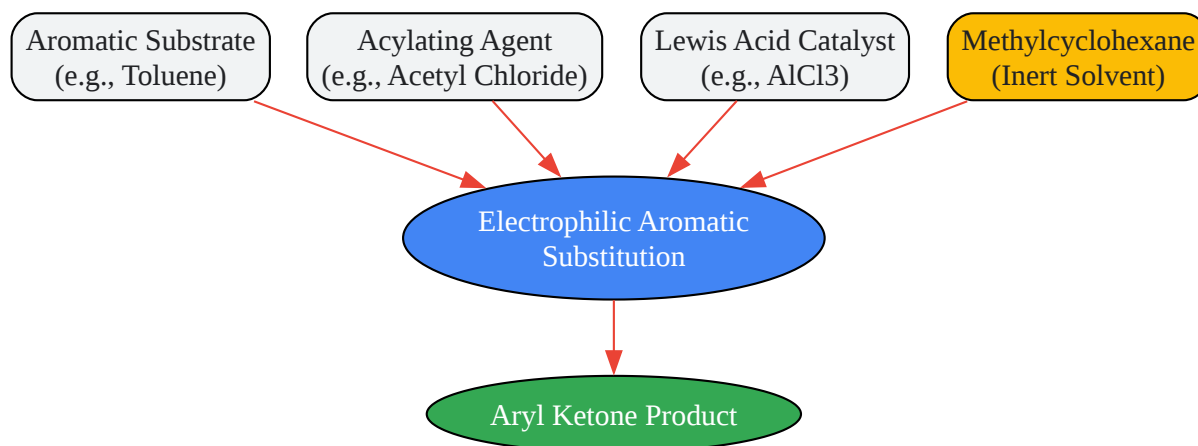 Aromatic Substrate
(e.g., Toluene)
Acylating Agent
(e.g., Acetyl Chloride)
Lewis Acid Catalyst
(e.g., AlCl3)
Methylcyclohexane
(Inert Solvent)
Electrophilic Aromatic
Substitution
Aryl Ketone Product